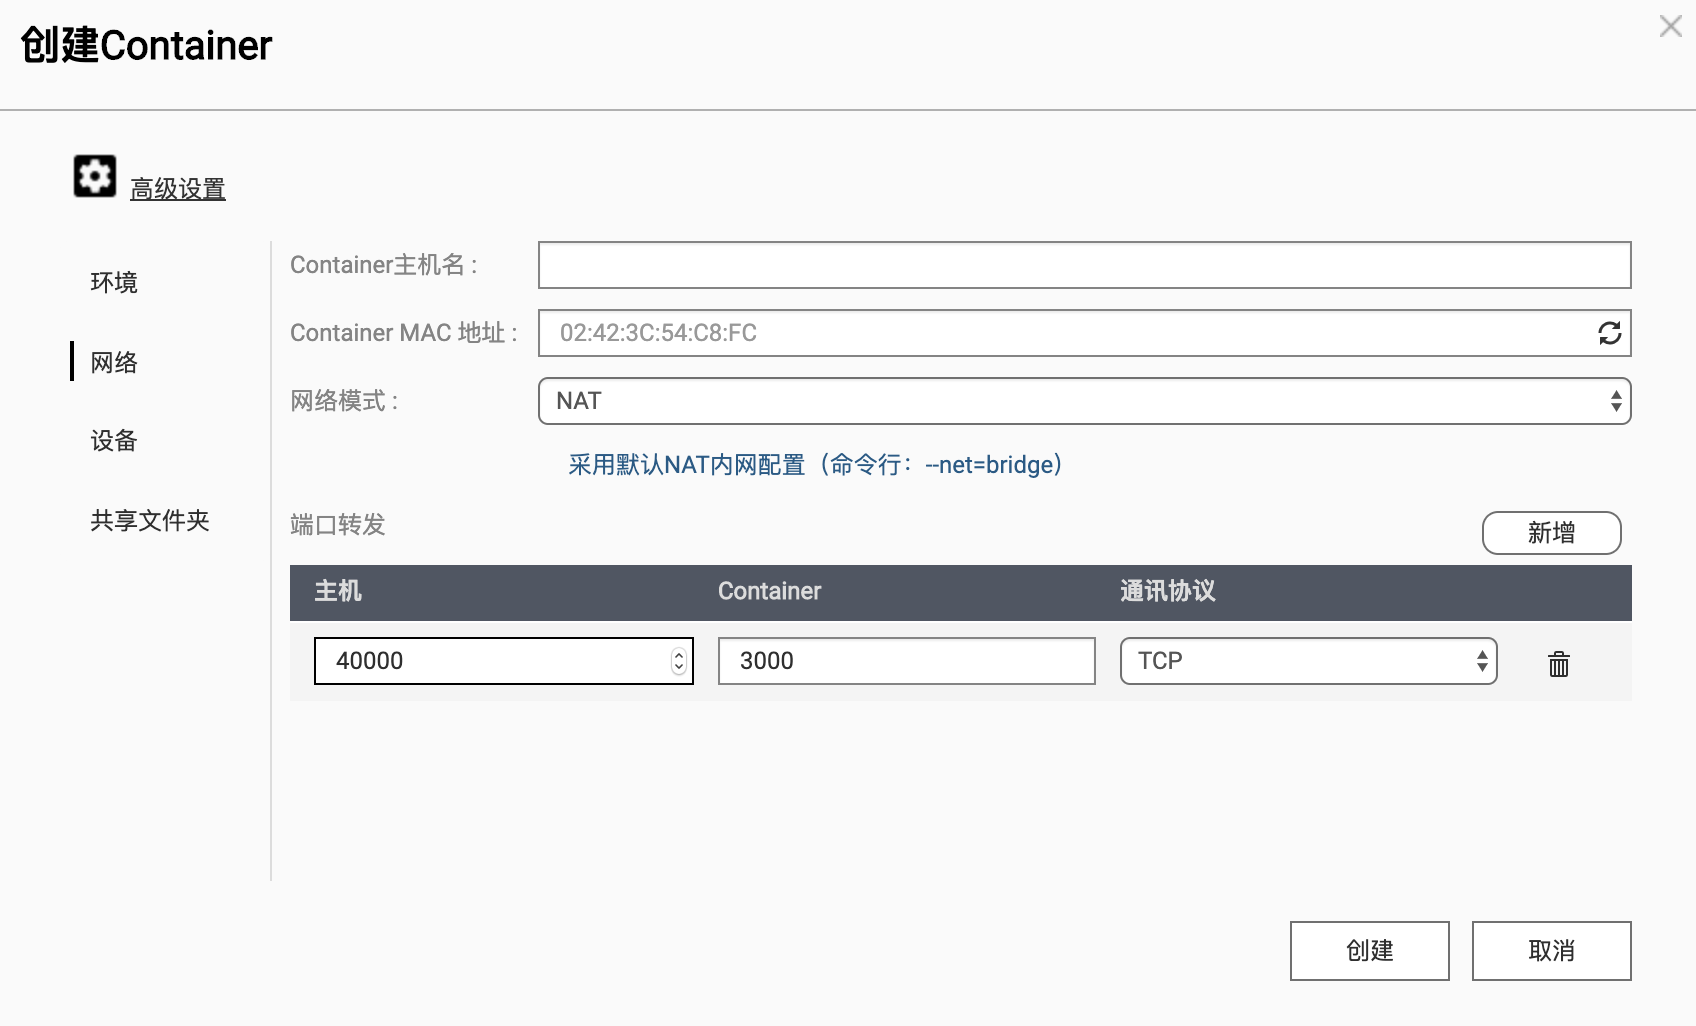 创建Container
高级设置
环境
网络
设备
共享文件夹
Container主机名 :
Container MAC 地址 : 02:42:3C:54:C8:FC
网络模式 : NAT
采用默认NAT内网配置（命令行：--net=bridge）
端口转发 新增
主机 Container 通讯协议
40000 3000 TCP
创建 取消